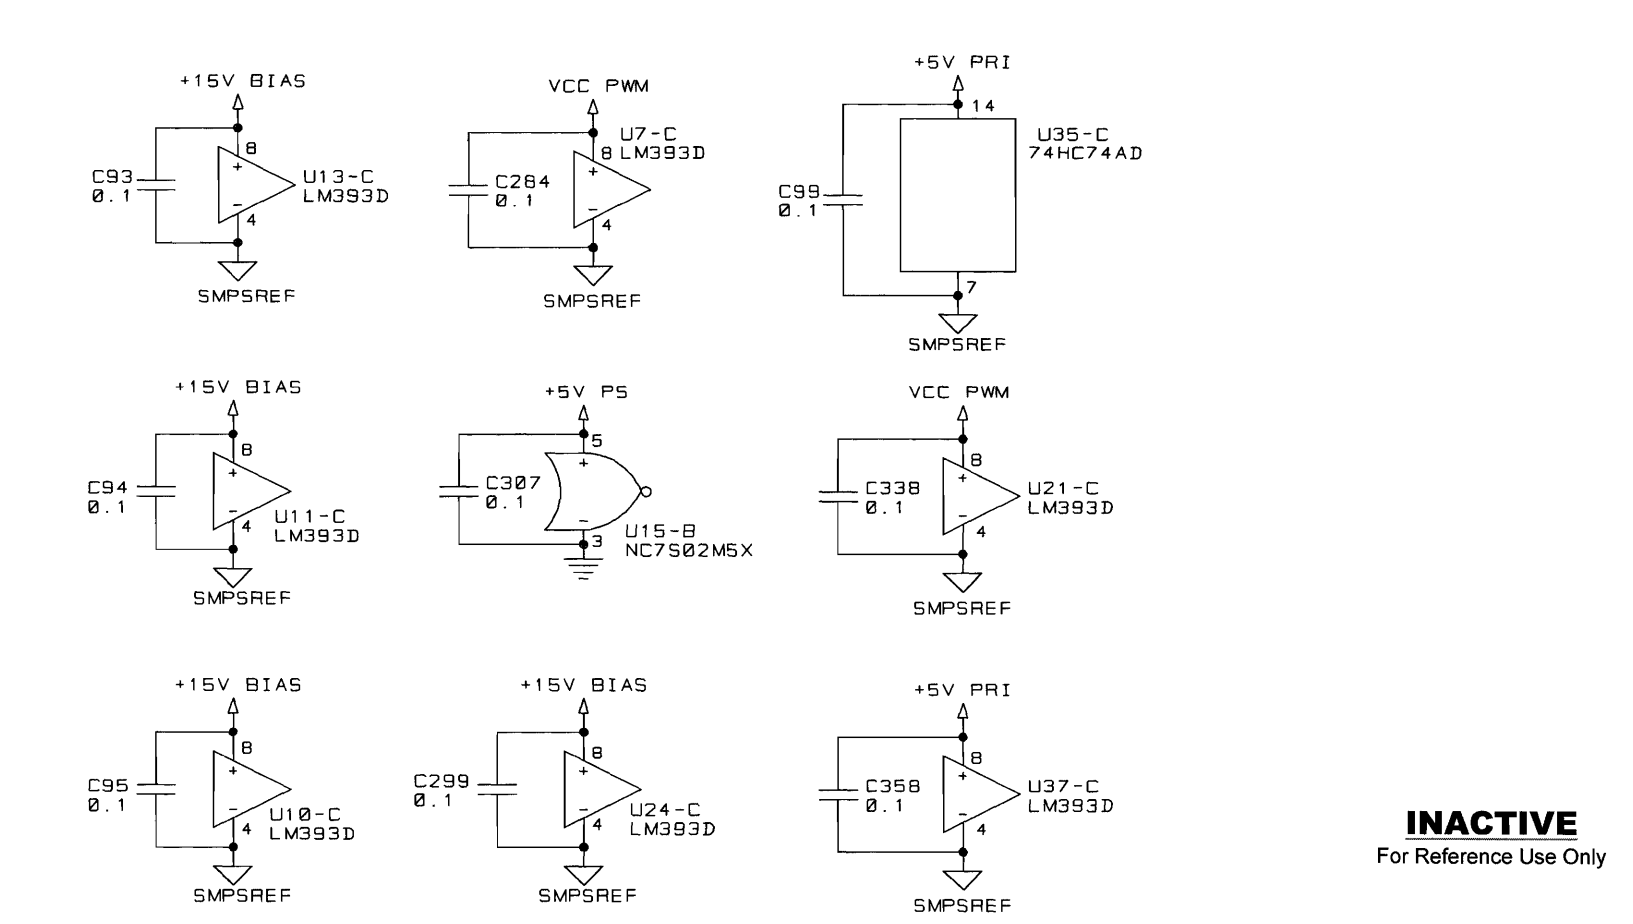 +15V BIAS
8
C93
0.1
+
-
U13-C
LM393D
4
SMPSREF
VCC PWM
U7-C
8 LM393D
C284
0.1
+
-
4
SMPSREF
+5V PRI
14
U35-C
74HC74AD
C99
0.1
7
SMPSREF
+15V BIAS
8
C94
0.1
+
-
U11-C
4
LM393D
SMPSREF
+5V PS
5
C307
0.1
+
-
U15-B
3
NC7S02M5X
VCC PWM
8
C338
0.1
+
-
U21-C
LM393D
4
SMPSREF
+15V BIAS
8
C95
0.1
+
-
U10-C
4
LM393D
SMPSREF
+15V BIAS
8
C299
0.1
+
-
U24-C
4
LM393D
SMPSREF
+5V PRI
8
C358
0.1
+
-
U37-C
LM393D
4
SMPSREF
INACTIVE
For Reference Use Only